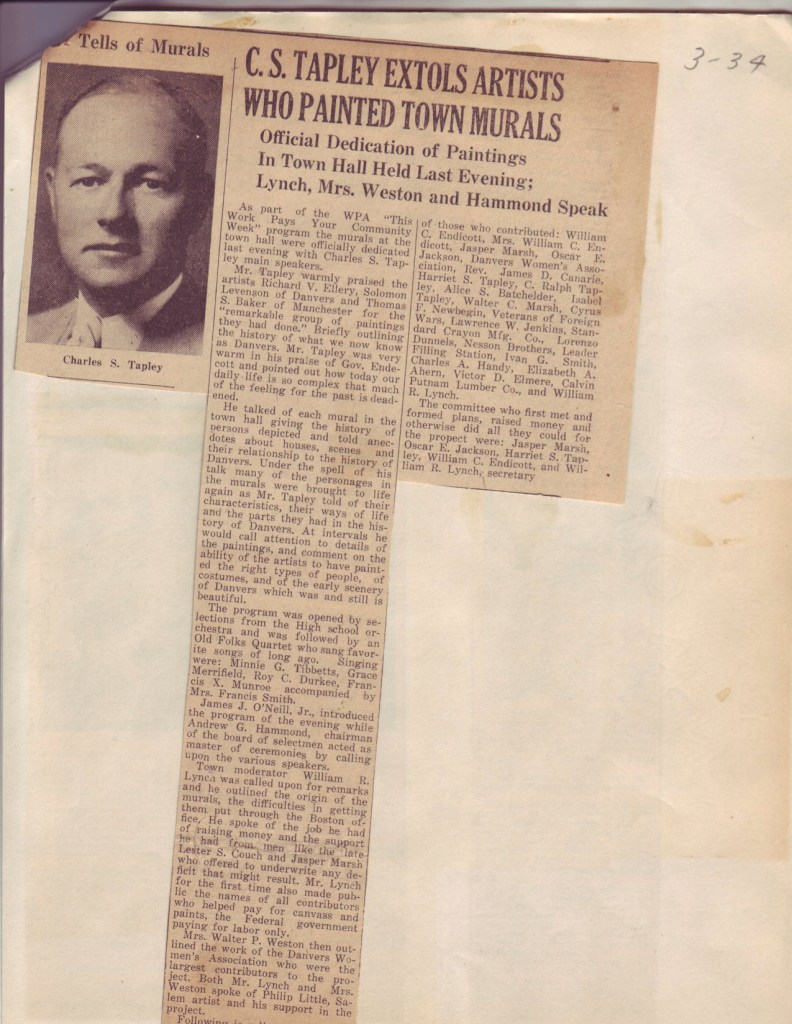 3-34
Tells of Murals
Charles S. Tapley
C. S. TAPLEY EXTOLS ARTISTS
WHO PAINTED TOWN MURALS
Official Dedication of Paintings
In Town Hall Held Last Evening;
Lynch, Mrs. Weston and Hammond Speak
As part of the WPA "This
Work Pays Your Community
Week" program the murals at the
town hall were officially dedicated
last evening with Charles S. Tap-
ley main speakers.
Mr. Tapley warmly praised the
artists Richard V. Ellery, Solomon
Levenson of Danvers and Thomas
S. Baker of Manchester for the
"remarkable group of paintings
they had done." Briefly outlining
the history of what we now know
as Danvers. Mr. Tapley was very
warm in his praise of Gov. Ende-
cott and pointed out how today our
daily life is so complex that much
of the feeling for the past is dead-
ened.
He talked of each mural in the
town hall giving the history of
persons depicted and told anec-
dotes about houses, scenes and
their relationship to the history of
Danvers. Under the spell of his
talk many of the personages in
the murals were brought to life
again as Mr. Tapley told of their
characteristics, their ways of life
and the parts they had in the his-
tory of Danvers. At intervals he
would call attention to details of
the paintings, and comment on the
ability of the artists to have paint-
ed the right types of people, of
costumes, and of the early scenery
of Danvers which was and still is
beautiful.
The program was opened by se-
lections from the High school or-
chestra and was followed by an
Old Folks Quartet who sang favor-
ite songs of long ago. Singing
were: Minnie G. Tibbetts, Grace
Merrifield, Roy C. Durkee, Fran-
cis X. Munroe accompanied by
Mrs. Francis Smith.
James J. O'Neill, Jr., introduced
the program of the evening while
Andrew G. Hammond, chairman
of the board of selectmen acted as
master of ceremonies by calling
upon the various speakers.
Town moderator William R.
Lynch was called upon for remarks
and he outlined the origin of the
murals, the difficulties in getting
them put through the Boston of-
fice. He spoke of the job he had
of raising money and the support
he had from men like the late
Lester S. Couch and Jasper Marsh
who offered to underwrite any de-
ficit that might result. Mr. Lynch
for the first time also made pub-
lic the names of all contributors
who helped pay for canvass and
paints, the Federal government
paying for labor only.
Mrs. Walter P. Weston then out-
lined the work of the Danvers Wo-
men's Association who were the
largest contributors to the pro-
ject. Both Mr. Lynch and Mrs.
Weston spoke of Philip Little, Sa-
lem artist and his support in the
project.
Following is
of those who contributed: William
C. Endicott, Mrs. William C. En-
dicott, Jasper Marsh, Oscar E.
Jackson, Danvers Women's Asso-
ciation, Rev. James D. Canarie,
Harriet S. Tapley, C. Ralph Tap-
ley, Alice S. Batchelder, Isabel
Tapley, Walter C. Marsh, Cyrus
F. Newbegin, Veterans of Foreign
Wars, Lawrence W. Jenkins, Stan-
dard Crayon Mfg. Co., Lorenzo
Dunnels, Nesson Brothers, Leader
Filling Station, Ivan G. Smith,
Charles A. Handy, Elizabeth A.
Ahern, Victor D. Elmere, Calvin
Putnam Lumber Co., and William
R. Lynch.
The committee who first met and
formed plans, raised money and
otherwise did all they could for
the propect were: Jasper Marsh,
Oscar E. Jackson, Harriet S. Tap-
ley, William C. Endicott, and Wil-
liam R. Lynch, secretary